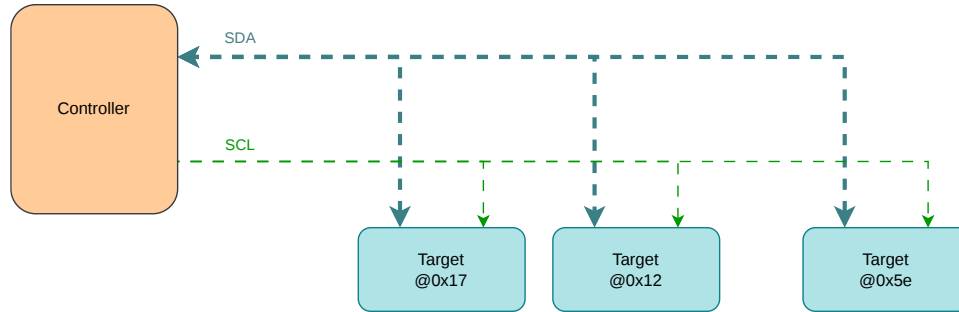 SDA
Controller
SCL
Target
@0x17
Target
@0x12
Target
@0x5e